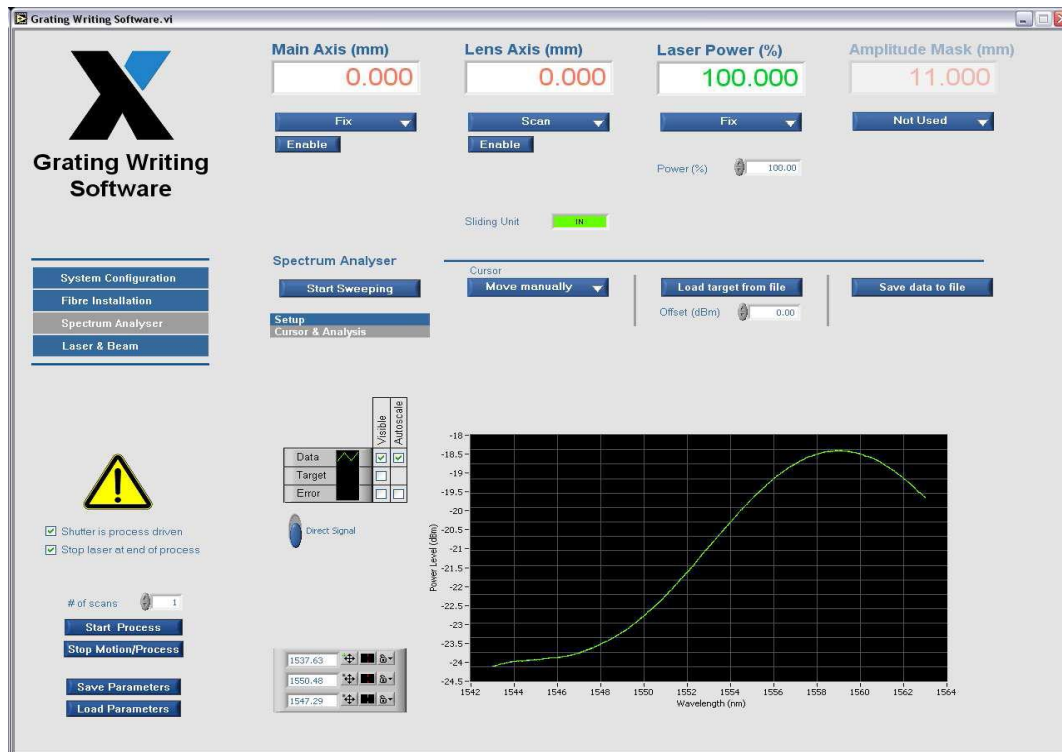 Grating Writing Software.vi
Grating Writing
Software
Main Axis (mm)
0.000
Fix
Enable
Lens Axis (mm)
0.000
Scan
Enable
Laser Power (%)
100.000
Fix
Power (%) 100.00
Amplitude Mask (mm)
11.000
Not Used
Sliding Unit IN
System Configuration
Fibre Installation
Spectrum Analyser
Laser & Beam
Spectrum Analyser
Start Sweeping
Setup
Cursor & Analysis
Cursor
Move manually
Load target from file
Offset (dBm) 0.00
Save data to file
Shutter is process driven
Stop laser at end of process
# of scans 1
Start Process
Stop Motion/Process
Save Parameters
Load Parameters
Visible
Autoscale
Data
Target
Error
Direct Signal
1537.63
1550.48
1547.29
Power Level (dBm)
-18
-18.5
-19
-19.5
-20
-20.5
-21
-21.5
-22
-22.5
-23
-23.5
-24
-24.5
1542 1544 1546 1548 1550 1552 1554 1556 1558 1560 1562 1564
Wavelength (nm)